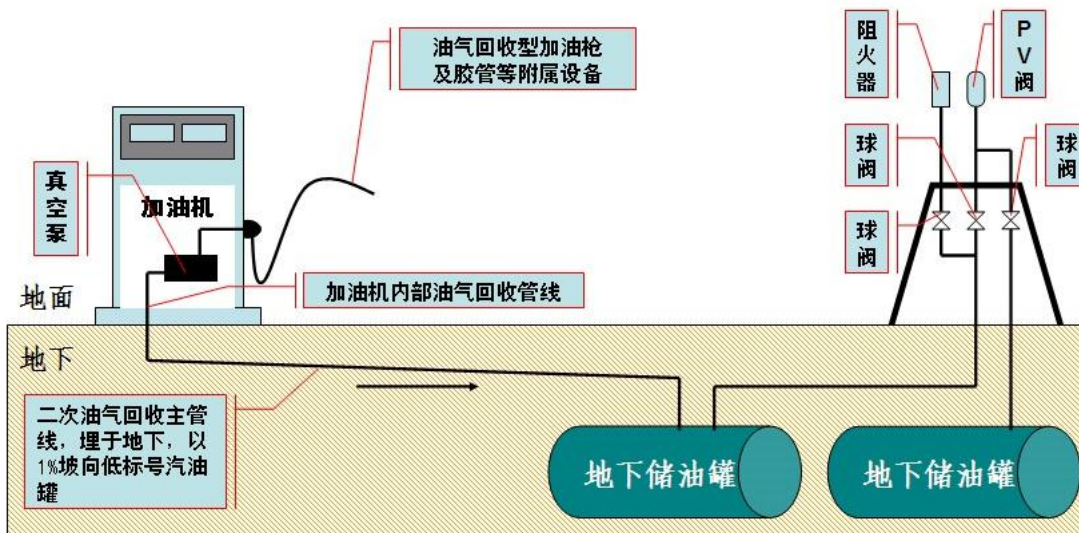 油气回收型加油枪
及胶管等附属设备
阻
火
器
P
V
阀
球
阀
球
阀
球
阀
真
空
泵
加油机
加油机内部油气回收管线
地面
地下
二次油气回收主管
线，埋于地下，以
1%坡向低标号汽油
罐
地下储油罐
地下储油罐